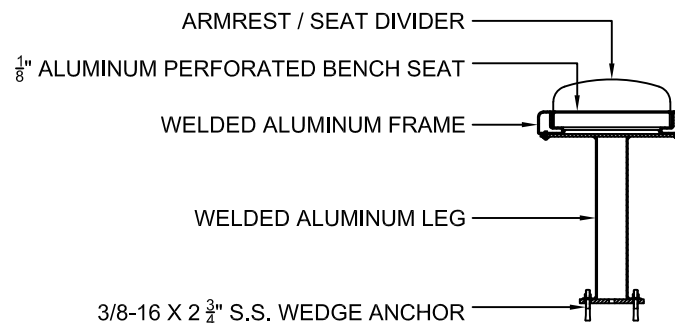 ARMREST / SEAT DIVIDER
⅛" ALUMINUM PERFORATED BENCH SEAT
WELDED ALUMINUM FRAME
WELDED ALUMINUM LEG
3/8-16 X 2 ¾" S.S. WEDGE ANCHOR